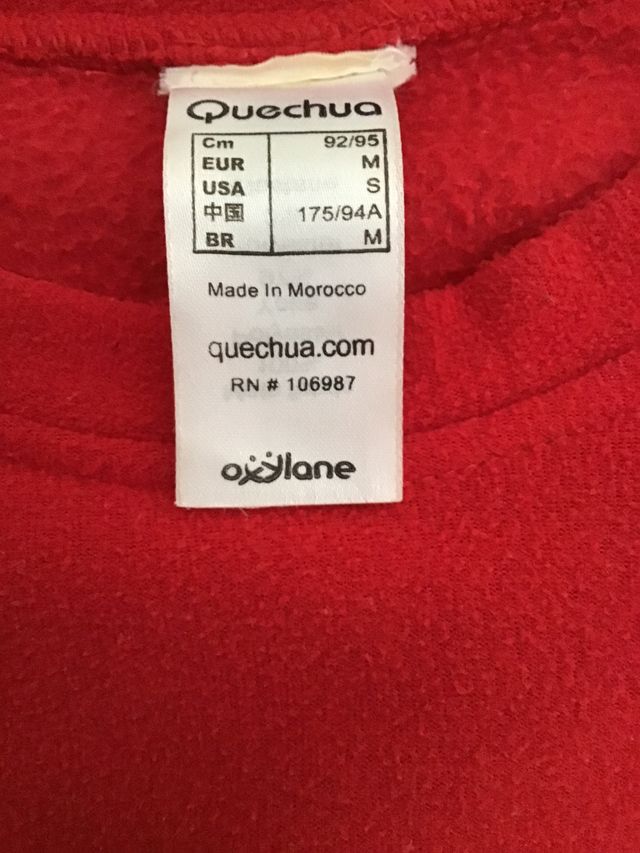 Quechua
Cm 92/95
EUR M
USA S
中国 175/94A
BR M
Made In Morocco
quechua.com
RN # 106987
oxylane